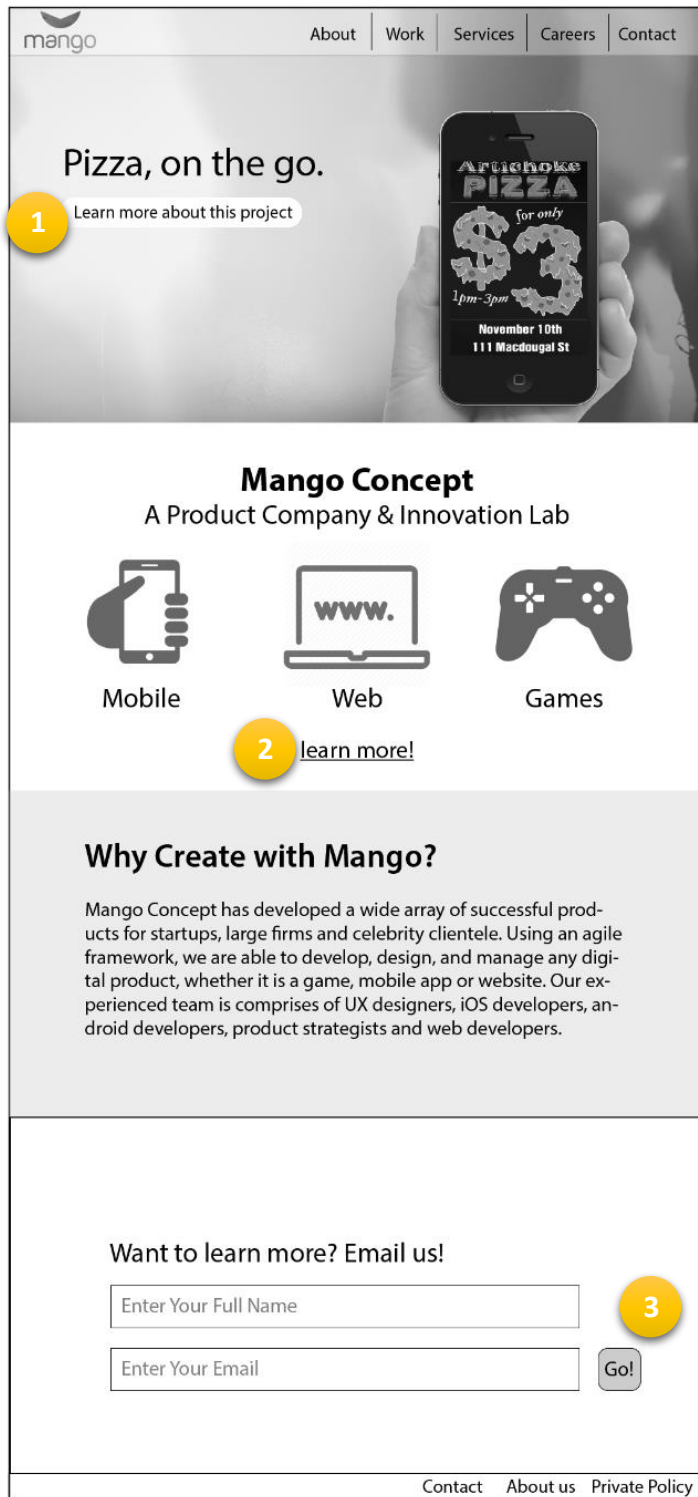 mango
About Work Services Careers Contact
Pizza, on the go.
1
Learn more about this project
Artichoke
PIZZA
for only
$3
1pm-3pm
November 10th
111 Macdougal St
Mango Concept
A Product Company & Innovation Lab
www.
Mobile Web Games
2 learn more!
Why Create with Mango?
Mango Concept has developed a wide array of successful prod-
ucts for startups, large firms and celebrity clientele. Using an agile
framework, we are able to develop, design, and manage any digi-
tal product, whether it is a game, mobile app or website. Our ex-
perienced team is comprises of UX designers, iOS developers, an-
droid developers, product strategists and web developers.
Want to learn more? Email us!
Enter Your Full Name
3
Enter Your Email Go!
Contact About us Private Policy